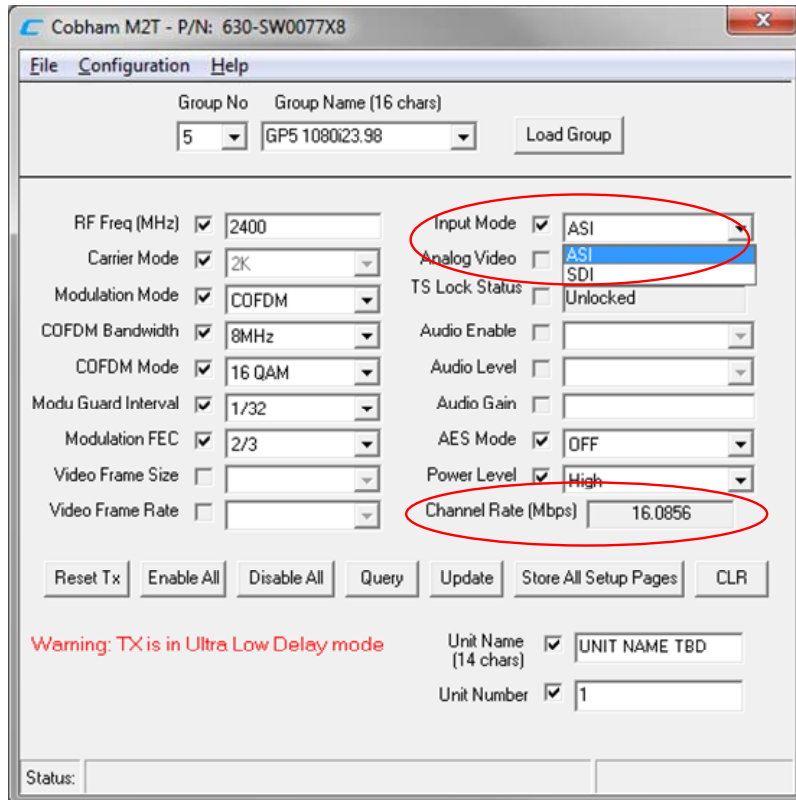 Cobham M2T - P/N: 630-SW0077X8
x
File Configuration Help
Group No Group Name (16 chars)
5 GP5 1080i23.98 Load Group
RF Freq (MHz) 2400
Carrier Mode 2K
Modulation Mode COFDM
COFDM Bandwidth 8MHz
COFDM Mode 16 QAM
Modu Guard Interval 1/32
Modulation FEC 2/3
Video Frame Size
Video Frame Rate
Input Mode ASI
ASI
SDI
Analog Video
TS Lock Status Unlocked
Audio Enable
Audio Level
Audio Gain
AES Mode OFF
Power Level High
Channel Rate (Mbps) 16.0856
Reset Tx Enable All Disable All Query Update Store All Setup Pages CLR
Warning: TX is in Ultra Low Delay mode
Unit Name
(14 chars) UNIT NAME TBD
Unit Number 1
Status: